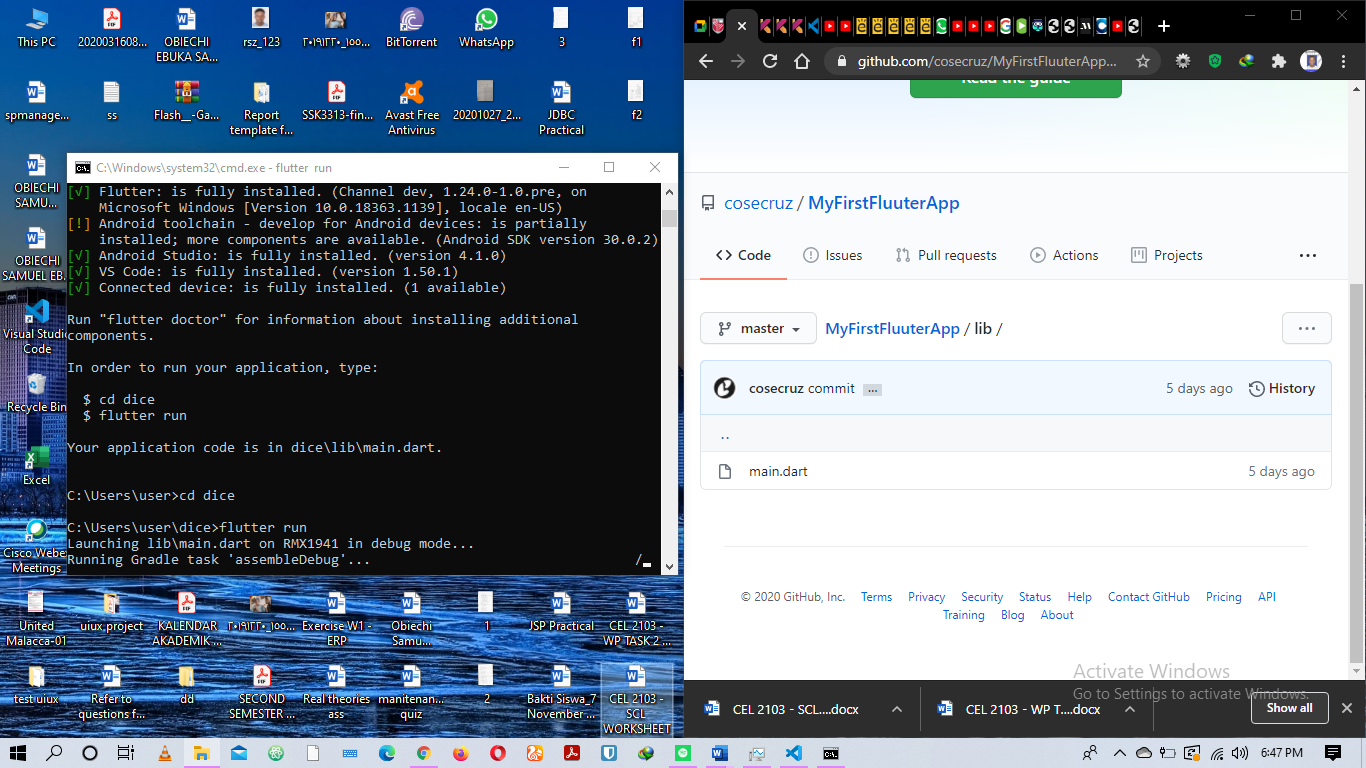 This PC
2020031608...
OBIECHI
EBUKA SA...
rsz_123
BitTorrent
WhatsApp
3
f1
spmanage...
ss
Flash__-Ga...
Report
template f...
SSK3313-fin...
Avast Free
Antivirus
20201027_2...
JDBC
Practical
f2
OBIECHI
SAMU...
OBIECHI
SAMUEL EB...
Visual Studio
Code
Recycle Bin
Excel
Cisco Webex
Meetings
C:\Windows\system32\cmd.exe - flutter run
[√] Flutter: is fully installed. (Channel dev, 1.24.0-1.0.pre, on
Microsoft Windows [Version 10.0.18363.1139], locale en-US)
[!] Android toolchain - develop for Android devices: is partially
installed; more components are available. (Android SDK version 30.0.2)
[√] Android Studio: is fully installed. (version 4.1.0)
[√] VS Code: is fully installed. (version 1.50.1)
[√] Connected device: is fully installed. (1 available)
Run "flutter doctor" for information about installing additional
components.
In order to run your application, type:
$ cd dice
$ flutter run
Your application code is in dice\lib\main.dart.
C:\Users\user>cd dice
C:\Users\user\dice>flutter run
Launching lib\main.dart on RMX1941 in debug mode...
Running Gradle task 'assembleDebug'... /
United
Malacca-01
uiux project
KALENDAR
AKADEMIK ...
Exercise W1 -
ERP
Obiechi
Samu...
1
JSP Practical
CEL 2103 -
WP TASK 2 ...
test uiux
Refer to
questions f...
dd
SECOND
SEMESTER ...
Real theories
ass
manitenan...
quiz
2
Bakti Siswa_7
November ...
CEL 2103 -
SCL
WORKSHEET
github.com/cosecruz/MyFirstFluuterApp...
Read the guide
cosecruz / MyFirstFluuterApp
Code
Issues
Pull requests
Actions
Projects
master
MyFirstFluuterApp / lib /
cosecruz commit ... 5 days ago History
..
main.dart 5 days ago
© 2020 GitHub, Inc. Terms Privacy Security Status Help Contact GitHub Pricing API
Training Blog About
Activate Windows
Go to Settings to activate Windows.
CEL 2103 - SCL....docx
CEL 2103 - WP T....docx
Show all
6:47 PM